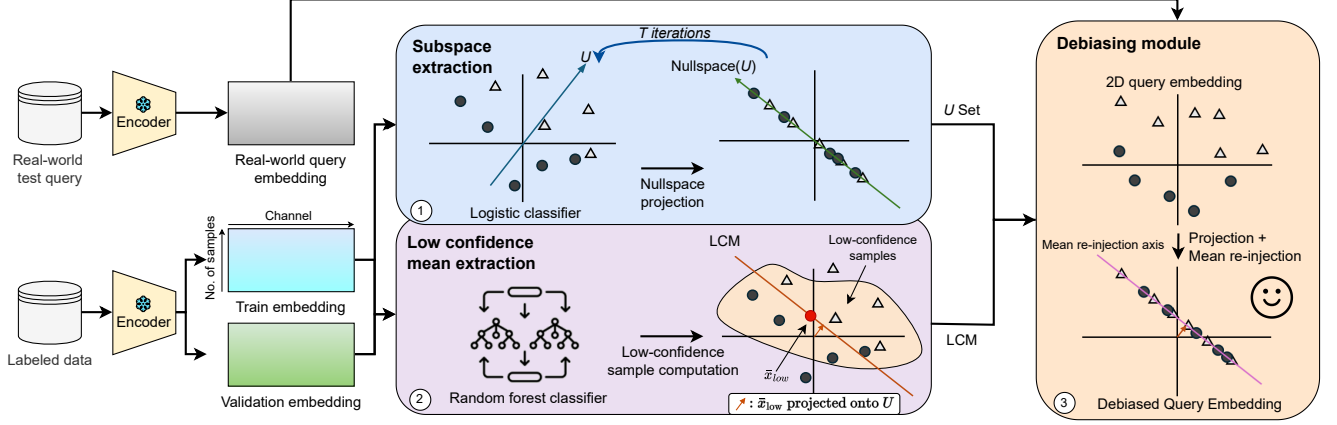 Real-world
test query
Encoder
Real-world query
embedding
Labeled data
Encoder
No. of samples
Channel
Train embedding
Validation embedding
Subspace
extraction
T iterations
U
Nullspace(U)
Nullspace
projection
1
Logistic classifier
Low confidence
mean extraction
LCM
Low-confidence
samples
Low-confidence
sample computation
x̄low
2
Random forest classifier
: x̄low projected onto U
U Set
LCM
Debiasing module
2D query embedding
Mean re-injection axis
Projection +
Mean re-injection
3
Debiased Query Embedding